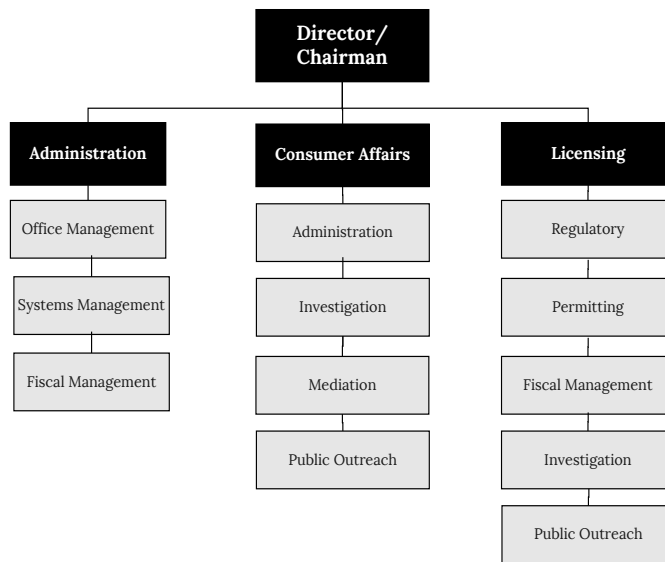 Director/
Chairman
Administration
Office Management
Systems Management
Fiscal Management
Consumer Affairs
Administration
Investigation
Mediation
Public Outreach
Licensing
Regulatory
Permitting
Fiscal Management
Investigation
Public Outreach